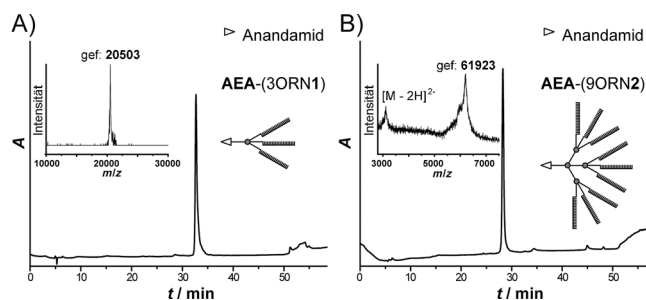 A)
Anandamid
gef: 20503
AEA-(3ORN1)
Intensität
10000 20000 30000
m/z
A
0 10 20 30 40 50
t / min
B)
Anandamid
gef: 61923
[M - 2H]2-
AEA-(9ORN2)
Intensität
3000 5000 7000
m/z
A
0 10 20 30 40 50
t / min